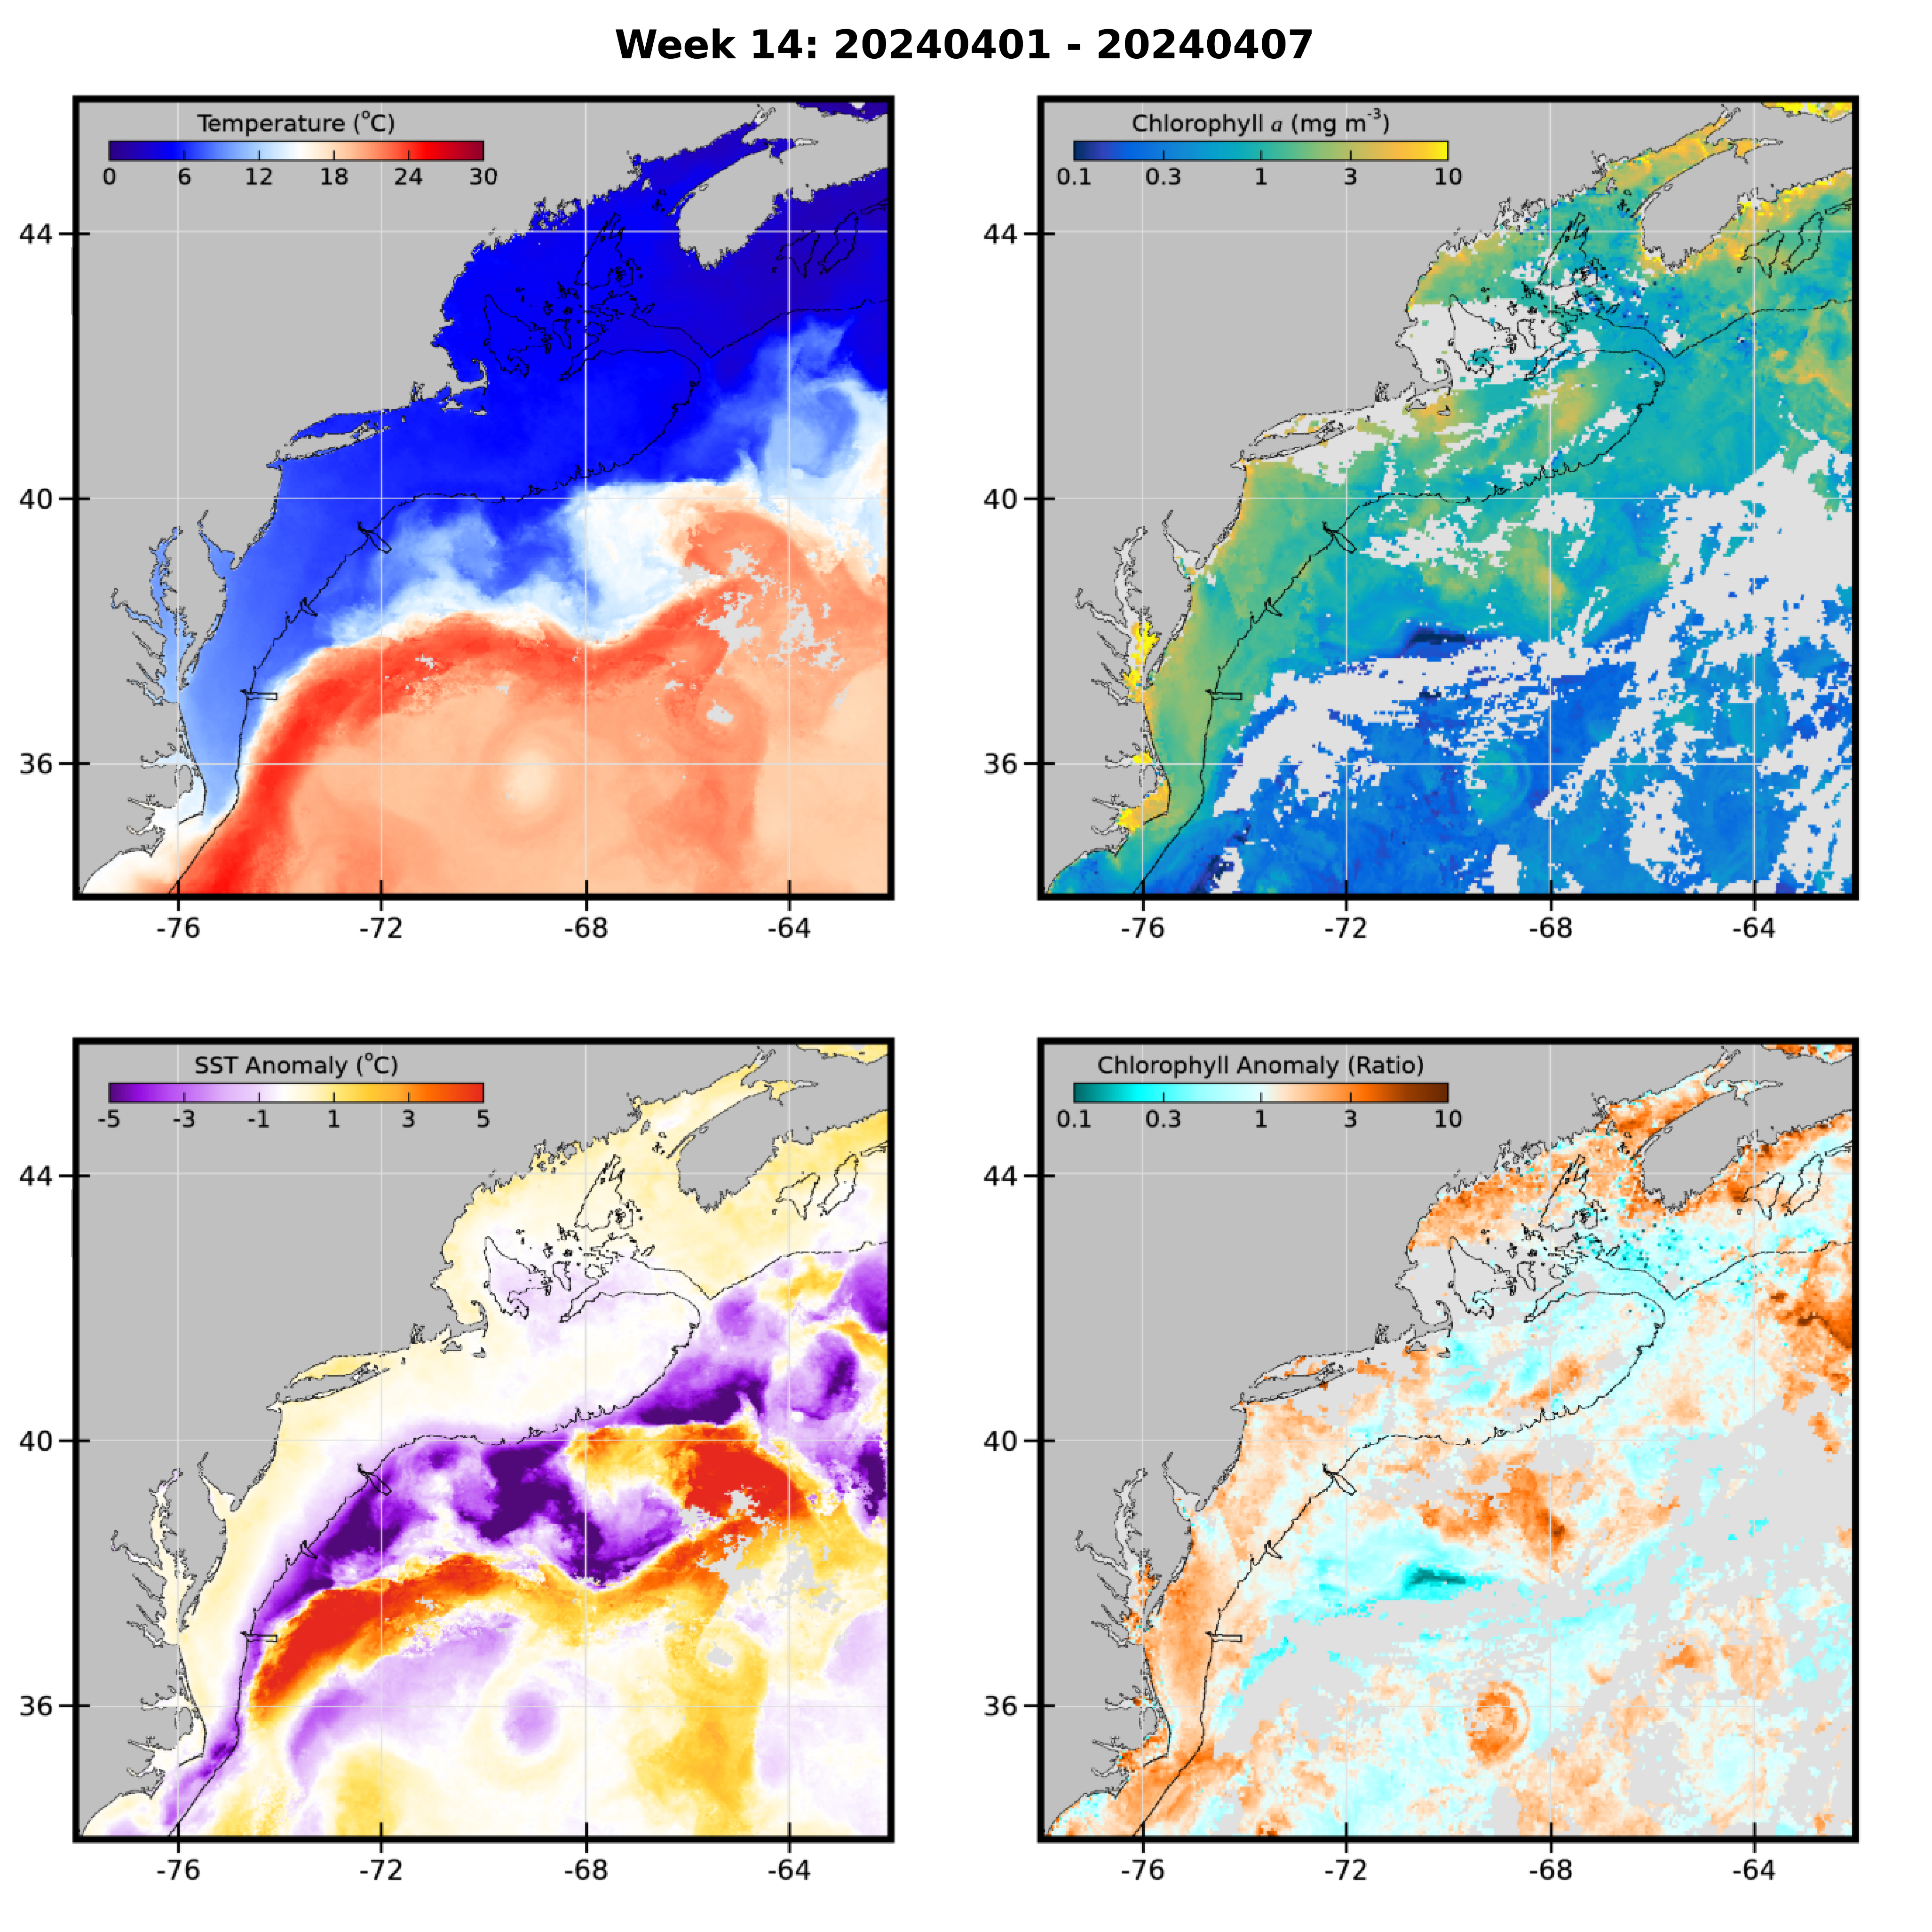 Week 14: 20240401 - 20240407
Temperature (°C)
0 6 12 18 24 30
44
40
36
-76 -72 -68 -64
Chlorophyll a (mg m-3)
0.1 0.3 1 3 10
44
40
36
-76 -72 -68 -64
SST Anomaly (°C)
-5 -3 -1 1 3 5
44
40
36
-76 -72 -68 -64
Chlorophyll Anomaly (Ratio)
0.1 0.3 1 3 10
44
40
36
-76 -72 -68 -64